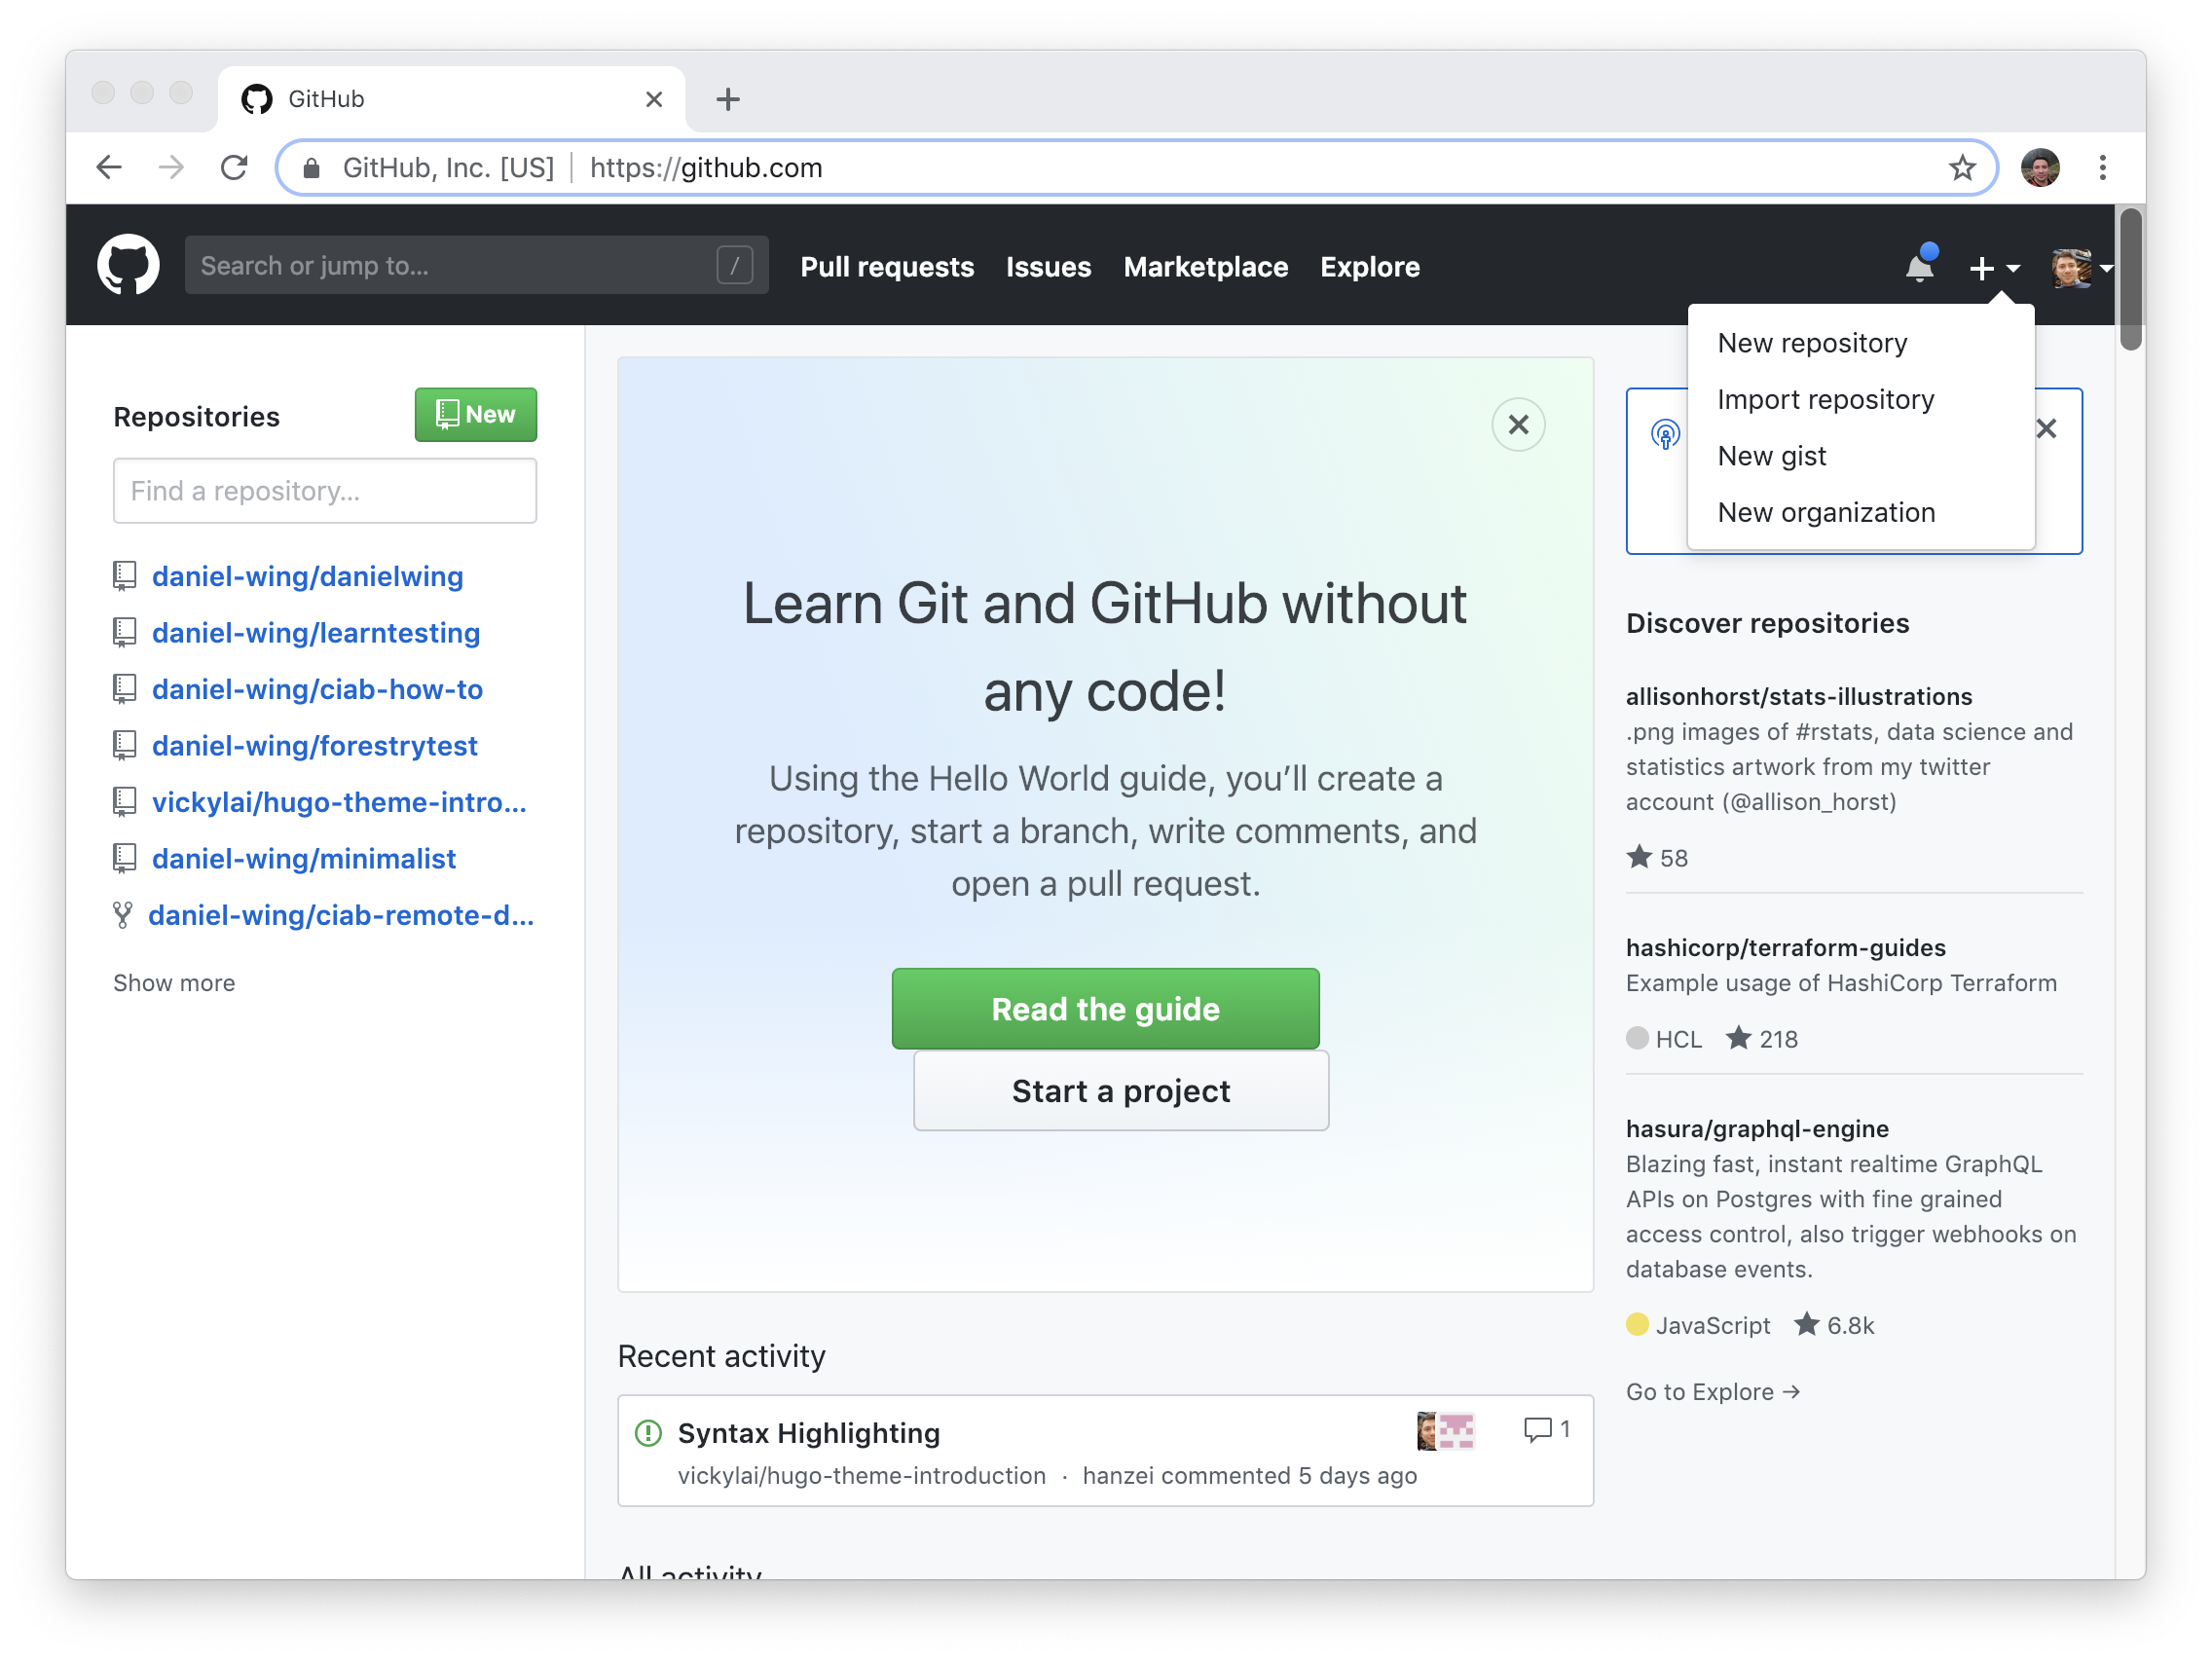 GitHub
GitHub, Inc. [US] https://github.com
Search or jump to... /
Pull requests Issues Marketplace Explore
New repository
Import repository
New gist
New organization
Repositories
New
Find a repository...
daniel-wing/danielwing
daniel-wing/learntesting
daniel-wing/ciab-how-to
daniel-wing/forestrytest
vickylai/hugo-theme-intro...
daniel-wing/minimalist
daniel-wing/ciab-remote-d...
Show more
Learn Git and GitHub without
any code!
Using the Hello World guide, you’ll create a
repository, start a branch, write comments, and
open a pull request.
Read the guide
Start a project
Recent activity
Syntax Highlighting
1
vickylai/hugo-theme-introduction · hanzei commented 5 days ago
All activity
Discover repositories
allisonhorst/stats-illustrations
.png images of #rstats, data science and
statistics artwork from my twitter
account (@allison_horst)
58
hashicorp/terraform-guides
Example usage of HashiCorp Terraform
HCL 218
hasura/graphql-engine
Blazing fast, instant realtime GraphQL
APIs on Postgres with fine grained
access control, also trigger webhooks on
database events.
JavaScript 6.8k
Go to Explore →